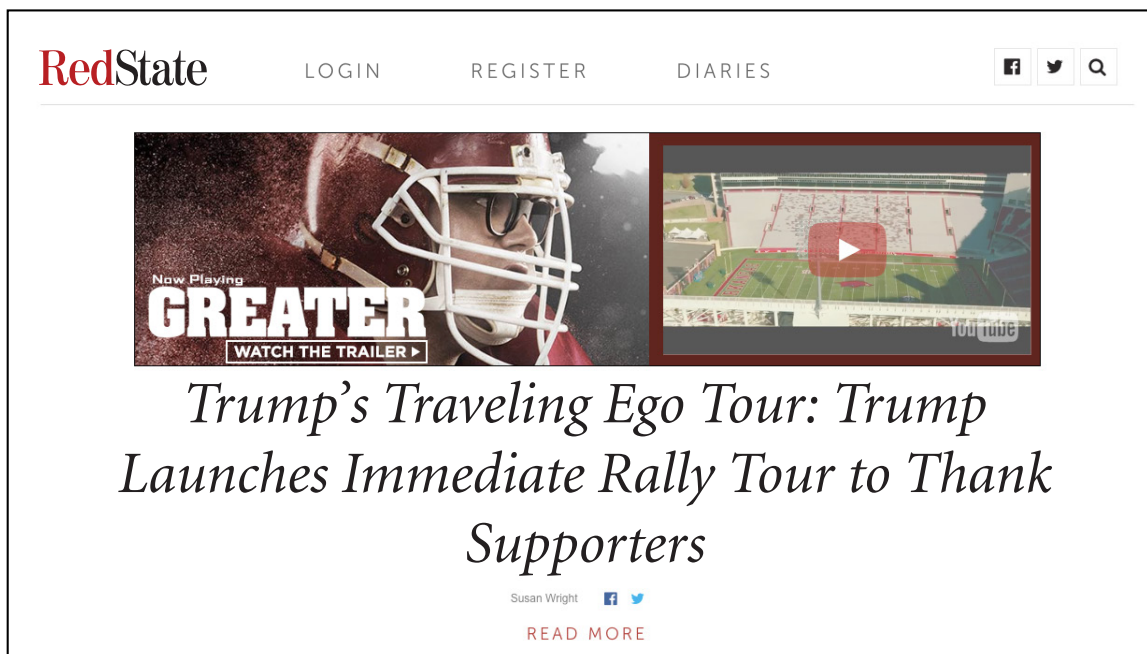 RedState LOGIN REGISTER DIARIES
Now Playing
GREATER
WATCH THE TRAILER
YouTube
Trump’s Traveling Ego Tour: Trump
Launches Immediate Rally Tour to Thank
Supporters
Susan Wright
READ MORE